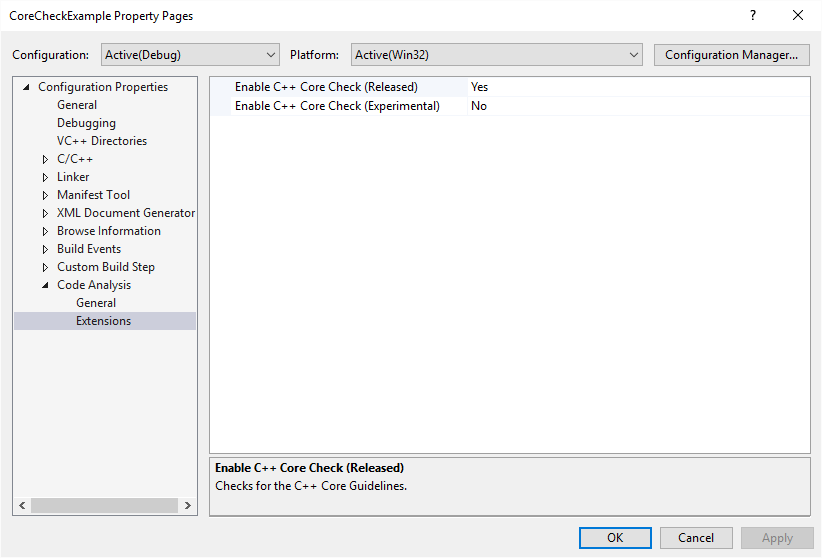 CoreCheckExample Property Pages
?
Configuration: Active(Debug) Platform: Active(Win32) Configuration Manager...
Configuration Properties
General
Debugging
VC++ Directories
C/C++
Linker
Manifest Tool
XML Document Generator
Browse Information
Build Events
Custom Build Step
Code Analysis
General
Extensions
Enable C++ Core Check (Released) Yes
Enable C++ Core Check (Experimental) No
Enable C++ Core Check (Released)
Checks for the C++ Core Guidelines.
OK Cancel Apply